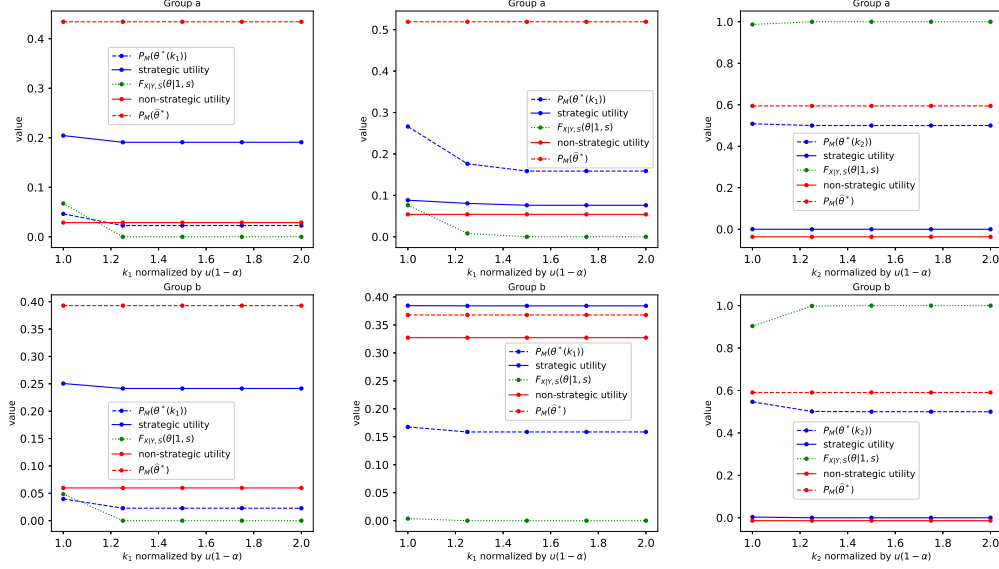 Group a
value
0.4
0.3
0.2
0.1
0.0
P_M(θ*(k_1))
strategic utility
F_{X|Y,S}(θ|1, s)
non-strategic utility
P_M(θ̂*)
1.0 1.2 1.4 1.6 1.8 2.0
k_1 normalized by u(1 − α)
Group a
value
0.5
0.4
0.3
0.2
0.1
0.0
P_M(θ*(k_1))
strategic utility
F_{X|Y,S}(θ|1, s)
non-strategic utility
P_M(θ̂*)
1.0 1.2 1.4 1.6 1.8 2.0
k_1 normalized by u(1 − α)
Group a
value
1.0
0.8
0.6
0.4
0.2
0.0
P_M(θ*(k_2))
strategic utility
F_{X|Y,S}(θ|1, s)
non-strategic utility
P_M(θ̂*)
1.0 1.2 1.4 1.6 1.8 2.0
k_2 normalized by u(1 − α)
Group b
value
0.40
0.35
0.30
0.25
0.20
0.15
0.10
0.05
0.00
P_M(θ*(k_1))
strategic utility
F_{X|Y,S}(θ|1, s)
non-strategic utility
P_M(θ̂*)
1.0 1.2 1.4 1.6 1.8 2.0
k_1 normalized by u(1 − α)
Group b
value
0.40
0.35
0.30
0.25
0.20
0.15
0.10
0.05
0.00
P_M(θ*(k_1))
strategic utility
F_{X|Y,S}(θ|1, s)
non-strategic utility
P_M(θ̂*)
1.0 1.2 1.4 1.6 1.8 2.0
k_1 normalized by u(1 − α)
Group b
value
1.0
0.8
0.6
0.4
0.2
0.0
P_M(θ*(k_2))
strategic utility
F_{X|Y,S}(θ|1, s)
non-strategic utility
P_M(θ̂*)
1.0 1.2 1.4 1.6 1.8 2.0
k_2 normalized by u(1 − α)